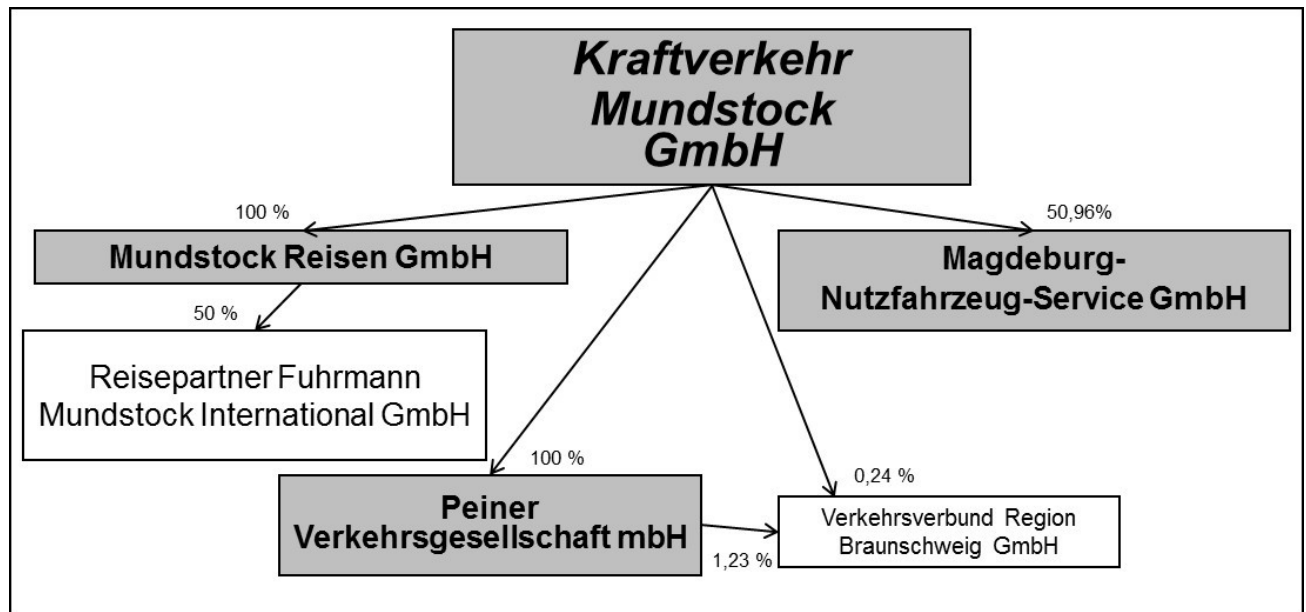 Kraftverkehr
Mundstock
GmbH
100 %
50,96%
Mundstock Reisen GmbH
Magdeburg-
Nutzfahrzeug-Service GmbH
50 %
Reisepartner Fuhrmann
Mundstock International GmbH
100 %
0,24 %
Peiner
Verkehrsgesellschaft mbH
Verkehrsverbund Region
Braunschweig GmbH
1,23 %